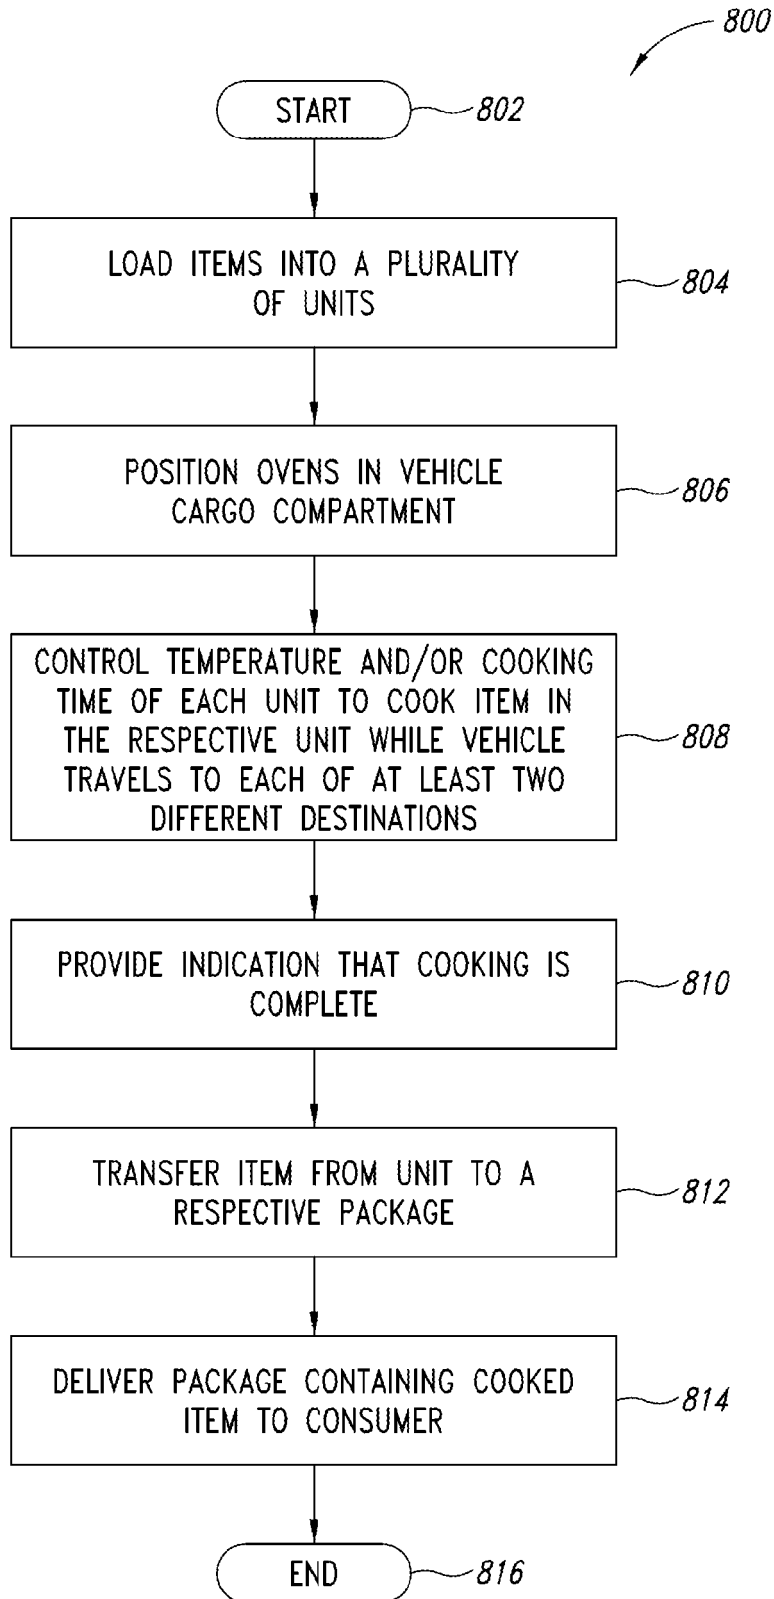 800
START
802
LOAD ITEMS INTO A PLURALITY
OF UNITS
804
POSITION OVENS IN VEHICLE
CARGO COMPARTMENT
806
CONTROL TEMPERATURE AND/OR COOKING
TIME OF EACH UNIT TO COOK ITEM IN
THE RESPECTIVE UNIT WHILE VEHICLE
TRAVELS TO EACH OF AT LEAST TWO
DIFFERENT DESTINATIONS
808
PROVIDE INDICATION THAT COOKING IS
COMPLETE
810
TRANSFER ITEM FROM UNIT TO A
RESPECTIVE PACKAGE
812
DELIVER PACKAGE CONTAINING COOKED
ITEM TO CONSUMER
814
END
816